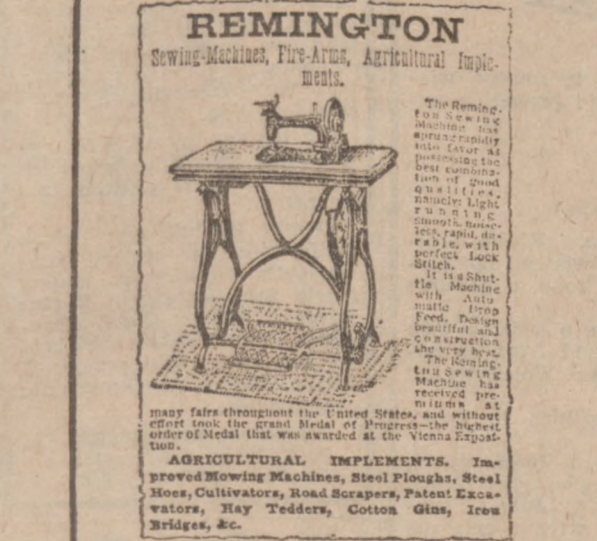 REMINGTON
Sewing-Machines, Fire-Arms, Agricultural Imple-
ments.
The Reming-
ton Sewing
Machine has
sprung rapidly
into favor as
possessing the
best combina-
tion of good
qualities,
namely: Light
running
smooth, noise-
less, rapid, du-
rable, with
perfect Lock
Stitch.
It is a Shut-
tle Machine
with Auto
matic Drop
Feed. Design
beautiful and
construction
the very best.
The Reming-
ton Sewing
Machine has
received pre-
miums at
many fairs throughout the United States, and without
effort took the grand Medal of Progress—the highest
order of Medal that was awarded at the Vienna Exposi-
tion.
AGRICULTURAL IMPLEMENTS. Im-
proved Mowing Machines, Steel Ploughs, Steel
Hoes, Cultivators, Road Scrapers, Patent Exca-
vators, Hay Tedders, Cotton Gins, Iron
Bridges, &c.